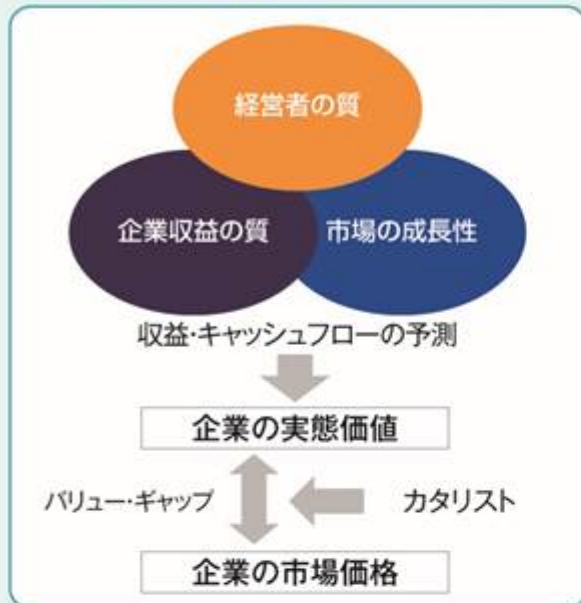 経営者の質
企業収益の質
市場の成長性
収益・キャッシュフローの予測
企業の実態価値
バリュー・ギャップ
カタリスト
企業の市場価格